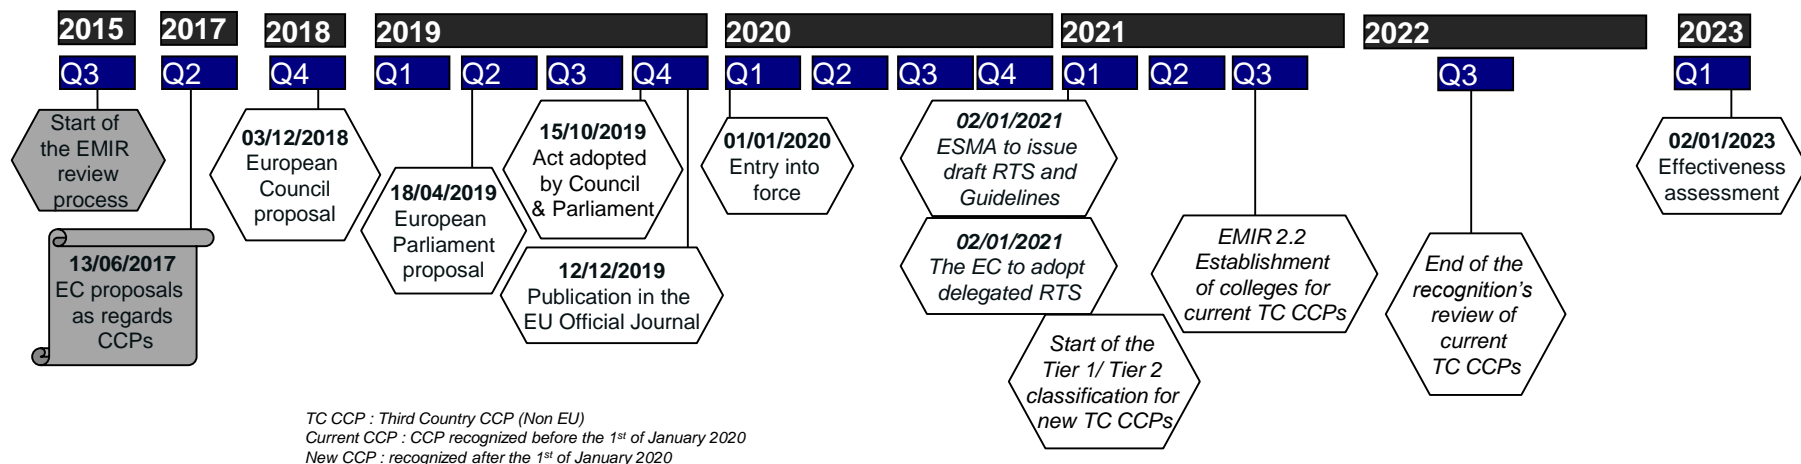 2015
2017
2018
2019
2020
2021
2022
2023
Q3
Q2
Q4
Q1
Q2
Q3
Q4
Q1
Q2
Q3
Q4
Q1
Q2
Q3
Q3
Q1
Start of
the EMIR
review
process
13/06/2017
EC proposals
as regards
CCPs
03/12/2018
European
Council
proposal
18/04/2019
European
Parliament
proposal
15/10/2019
Act adopted
by Council
& Parliament
12/12/2019
Publication in the
EU Official Journal
01/01/2020
Entry into
force
02/01/2021
ESMA to issue
draft RTS and
Guidelines
02/01/2021
The EC to adopt
delegated RTS
Start of the
Tier 1/ Tier 2
classification for
new TC CCPs
EMIR 2.2
Establishment
of colleges for
current TC CCPs
End of the
recognition's
review of
current
TC CCPs
02/01/2023
Effectiveness
assessment
TC CCP : Third Country CCP (Non EU)
Current CCP : CCP recognized before the 1st of January 2020
New CCP : recognized after the 1st of January 2020